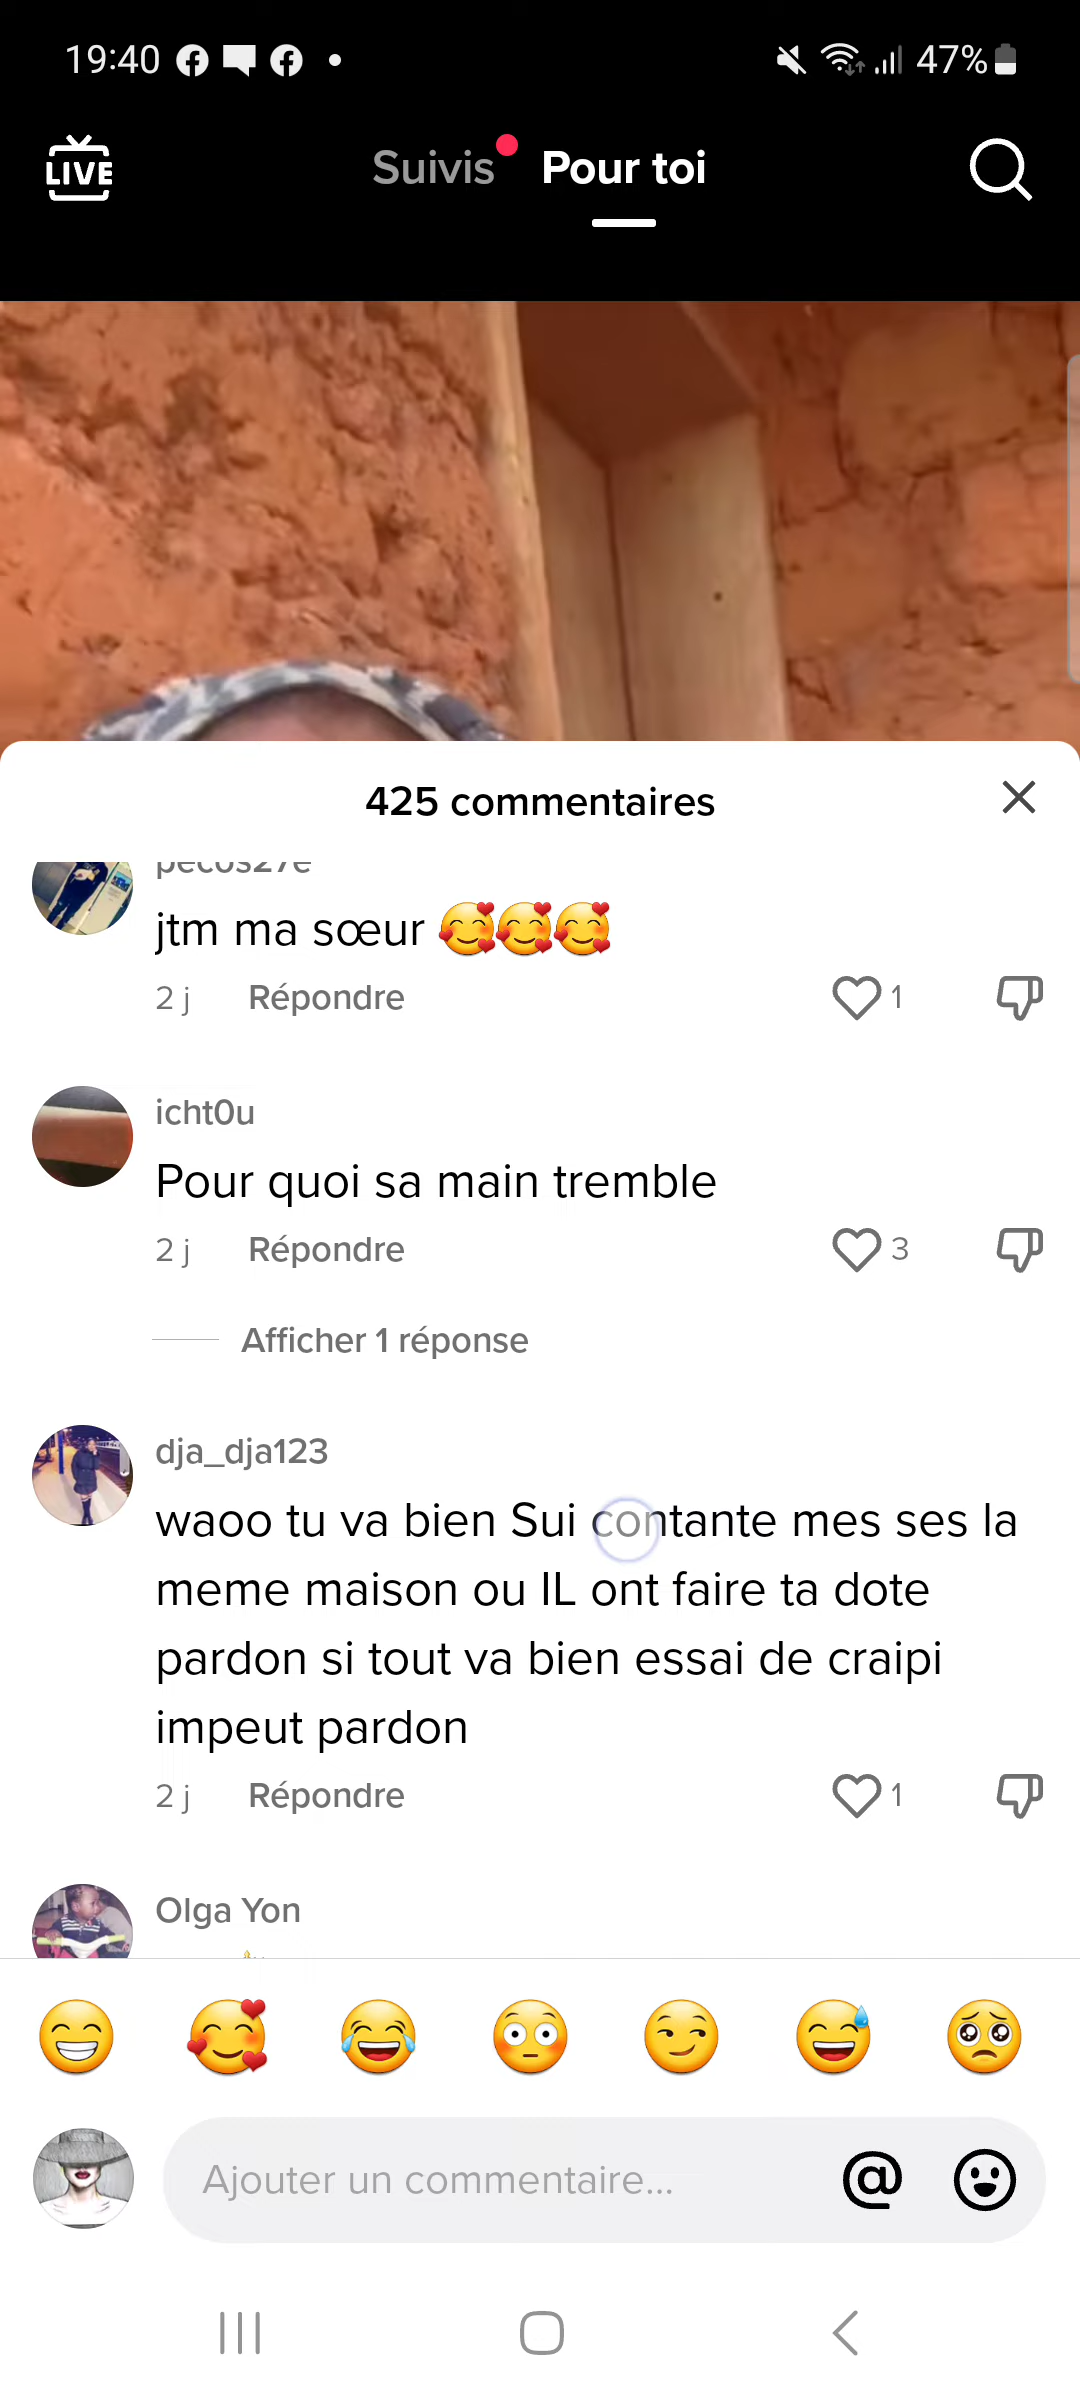 19:40
47%
LIVE
Suivis
Pour toi
425 commentaires
pecos27e
jtm ma sœur 🥰🥰🥰
2 j
Répondre
1
icht0u
Pour quoi sa main tremble
2 j
Répondre
3
Afficher 1 réponse
dja_dja123
waoo tu va bien Sui contante mes ses la
meme maison ou IL ont faire ta dote
pardon si tout va bien essai de craipi
impeut pardon
2 j
Répondre
1
Olga Yon
Ajouter un commentaire...